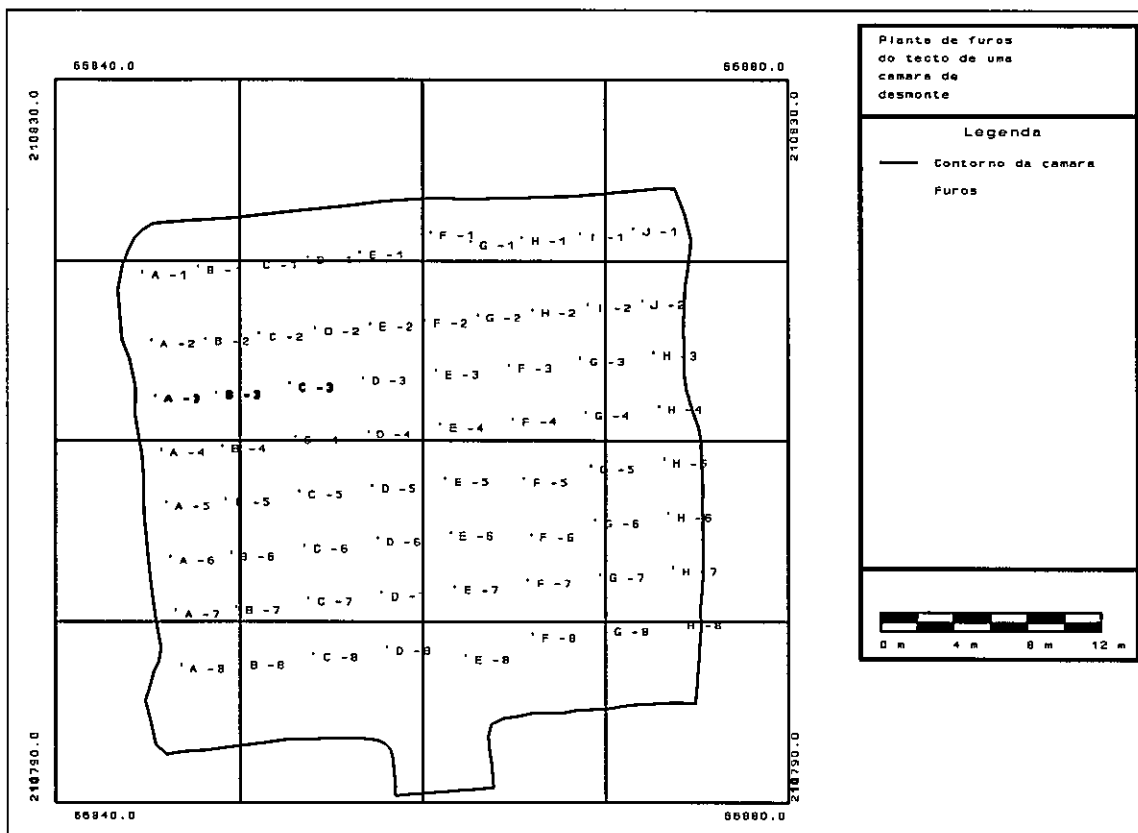 66840.0 66880.0
210830.0 210830.0
Planta de furos
do tecto de uma
camara de
desmonte
Legenda
Contorno da camara
Furos
F -1 G -1 H -1 I -1 J -1
A -1 E -1
A -2 B -2 C -2 D -2 E -2 F -2 G -2 H -2 I -2 J -2
A -3 B -3 C -3 D -3 E -3 F -3 G -3 H -3
A -4 B -4 D -4 E -4 F -4 G -4 H -4
A -5 C -5 D -5 E -5 F -5 G -5 H -5
A -6 B -6 C -6 D -6 E -6 F -6 G -6 H -6
A -7 B -7 C -7 E -7 F -7 G -7 H -7
A -8 B -8 C -8 D -8 E -8 F -8 G -8 H -8
0 m 4 m 8 m 12 m
210790.0 210790.0
66840.0 66880.0